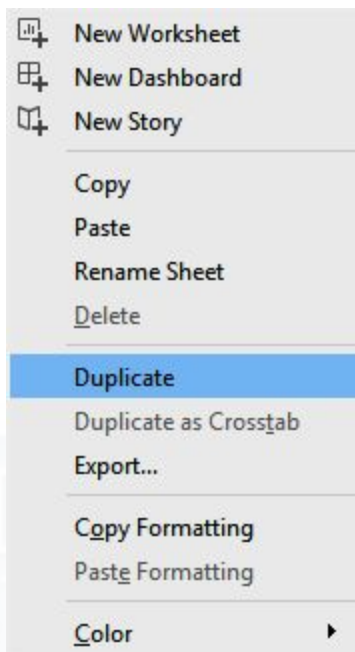 New Worksheet
New Dashboard
New Story
Copy
Paste
Rename Sheet
Delete
Duplicate
Duplicate as Crosstab
Export...
Copy Formatting
Paste Formatting
Color